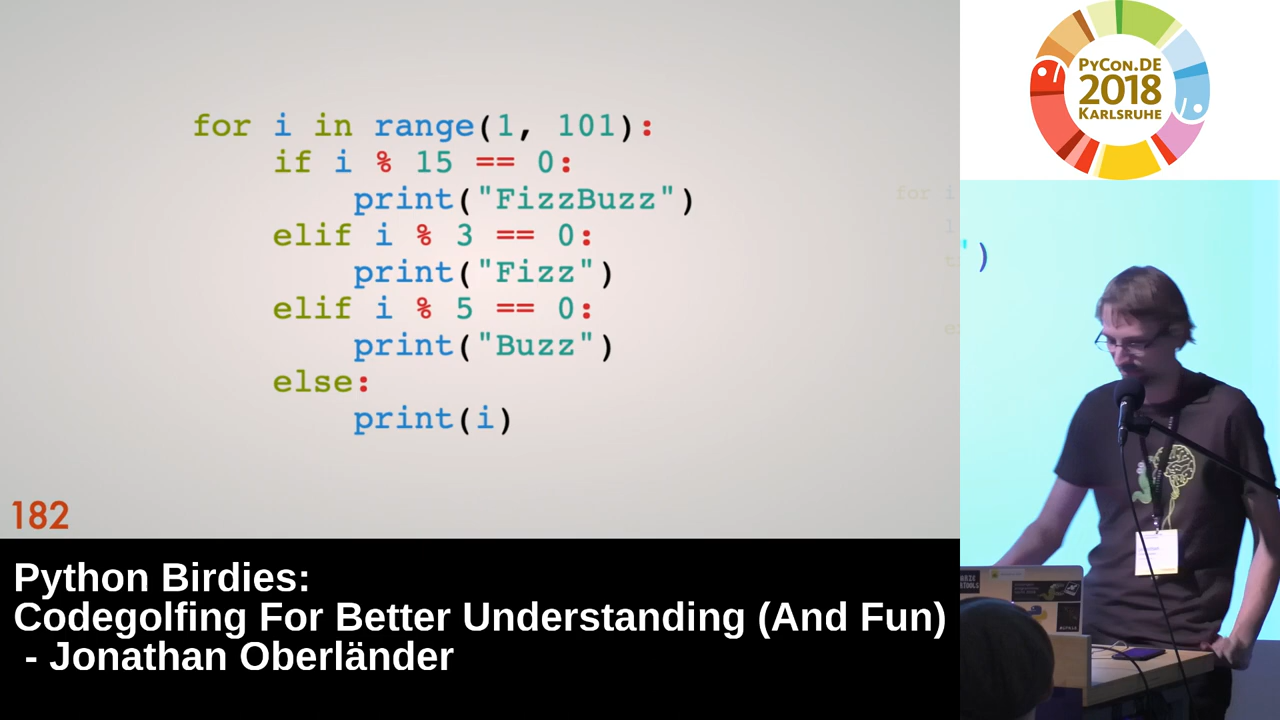 for i in range(1, 101):
    if i % 15 == 0:
        print("FizzBuzz")
    elif i % 3 == 0:
        print("Fizz")
    elif i % 5 == 0:
        print("Buzz")
    else:
        print(i)
182
Python Birdies:
Codegolfing For Better Understanding (And Fun)
- Jonathan Oberländer
PYCON.DE
2018
KARLSRUHE
for i
')